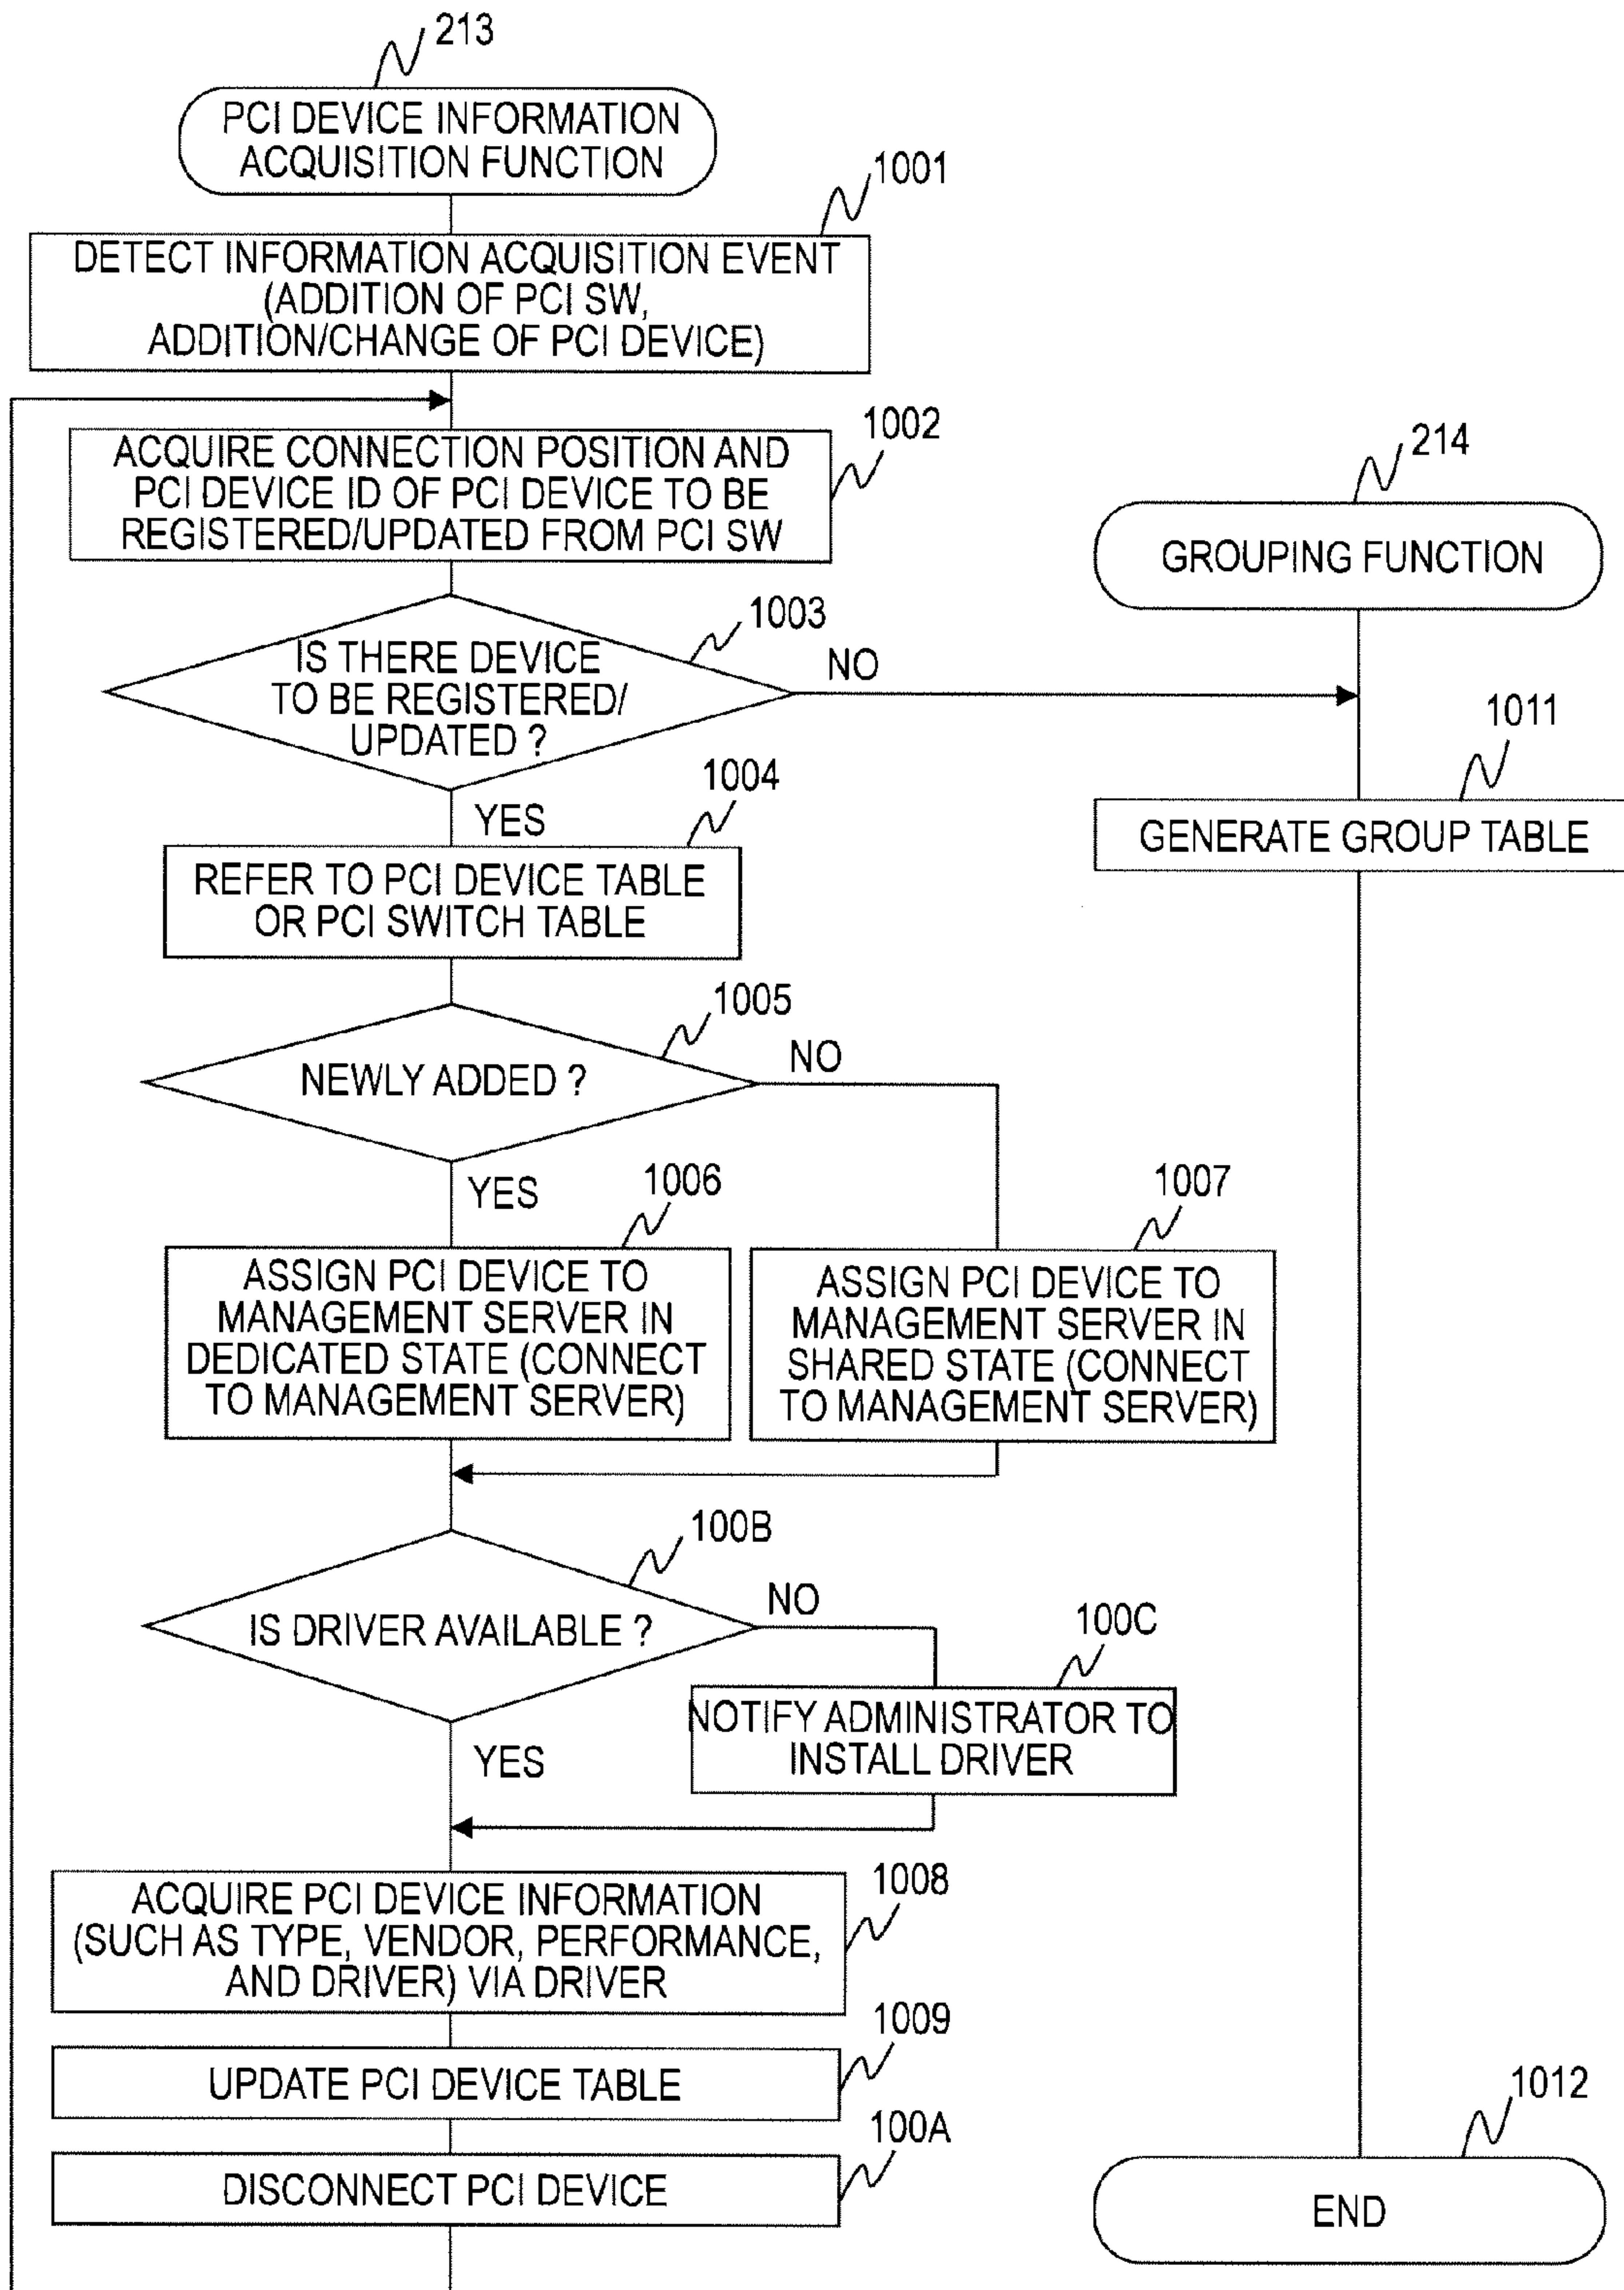 213
PCI DEVICE INFORMATION
ACQUISITION FUNCTION
1001
DETECT INFORMATION ACQUISITION EVENT
(ADDITION OF PCI SW,
ADDITION/CHANGE OF PCI DEVICE)
1002
ACQUIRE CONNECTION POSITION AND
PCI DEVICE ID OF PCI DEVICE TO BE
REGISTERED/UPDATED FROM PCI SW
214
GROUPING FUNCTION
1003
IS THERE DEVICE
TO BE REGISTERED/
UPDATED ?
NO
YES
1011
GENERATE GROUP TABLE
1004
REFER TO PCI DEVICE TABLE
OR PCI SWITCH TABLE
1005
NEWLY ADDED ?
NO
YES
1006
ASSIGN PCI DEVICE TO
MANAGEMENT SERVER IN
DEDICATED STATE (CONNECT
TO MANAGEMENT SERVER)
1007
ASSIGN PCI DEVICE TO
MANAGEMENT SERVER IN
SHARED STATE (CONNECT
TO MANAGEMENT SERVER)
100B
IS DRIVER AVAILABLE ?
NO
YES
100C
NOTIFY ADMINISTRATOR TO
INSTALL DRIVER
1008
ACQUIRE PCI DEVICE INFORMATION
(SUCH AS TYPE, VENDOR, PERFORMANCE,
AND DRIVER) VIA DRIVER
1009
UPDATE PCI DEVICE TABLE
100A
DISCONNECT PCI DEVICE
1012
END